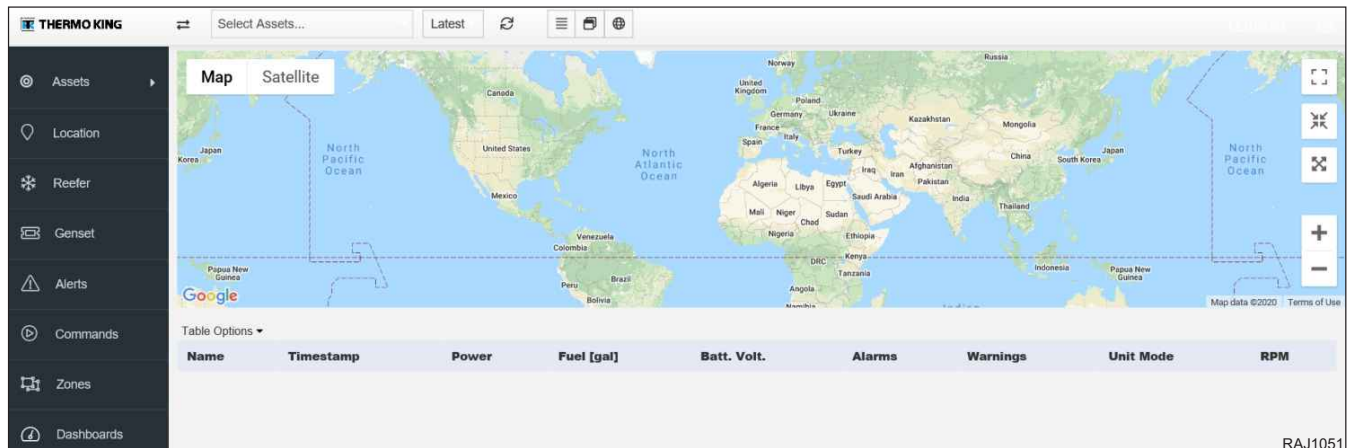 THERMO KING
Select Assets...
Latest
Assets
Location
Reefer
Genset
Alerts
Commands
Zones
Dashboards
Map Satellite
Norway
Russia
United
Kingdom
Canada
Poland
Germany
Ukraine
Kazakhstan
Mongolia
France
Italy
Spain
Japan
Korea
North
Pacific
Ocean
United States
North
Atlantic
Ocean
Turkey
Iraq
Iran
Afghanistan
Pakistan
China
South Korea
Japan
North
Pacific
Ocean
Mexico
Algeria
Libya
Egypt
Saudi Arabia
India
Thailand
Mali
Niger
Chad
Sudan
Nigeria
Ethiopia
Venezuela
Colombia
DRC
Kenya
Tanzania
Indonesia
Papua New
Guinea
Papua New
Guinea
Peru
Brazil
Bolivia
Angola
Namibia
Indian
Google
Map data ©2020 Terms of Use
Table Options
Name Timestamp Power Fuel [gal] Batt. Volt. Alarms Warnings Unit Mode RPM
RAJ1051